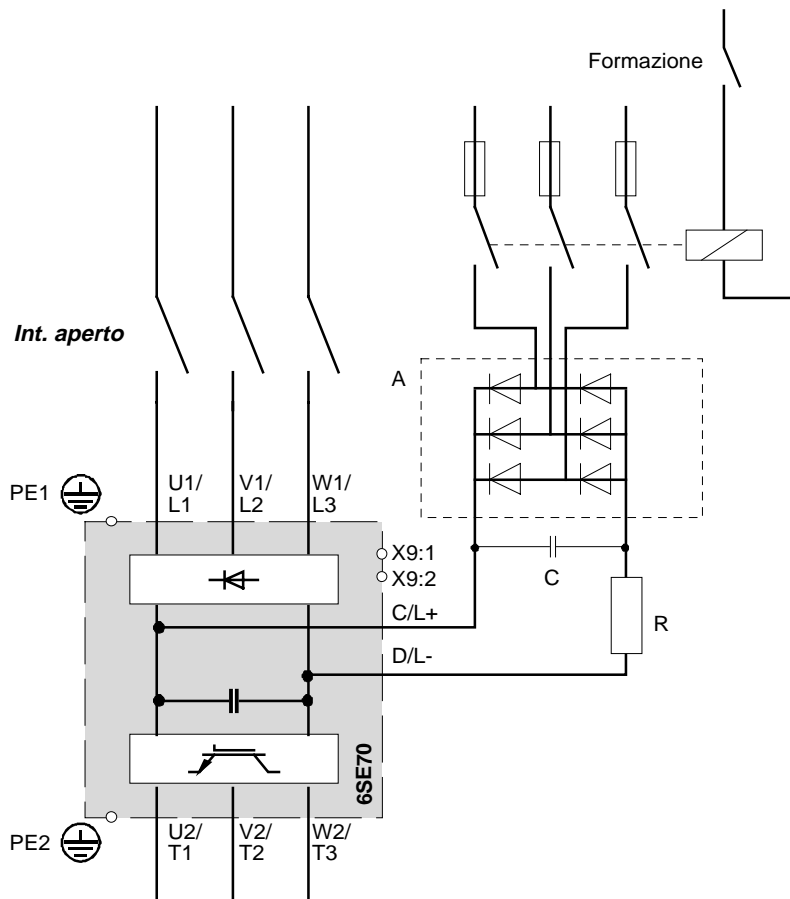 Formazione
Int. aperto
A
PE1
U1/
L1
V1/
L2
W1/
L3
X9:1
X9:2
C
C/L+
R
D/L-
6SE70
PE2
U2/
T1
V2/
T2
W2/
T3